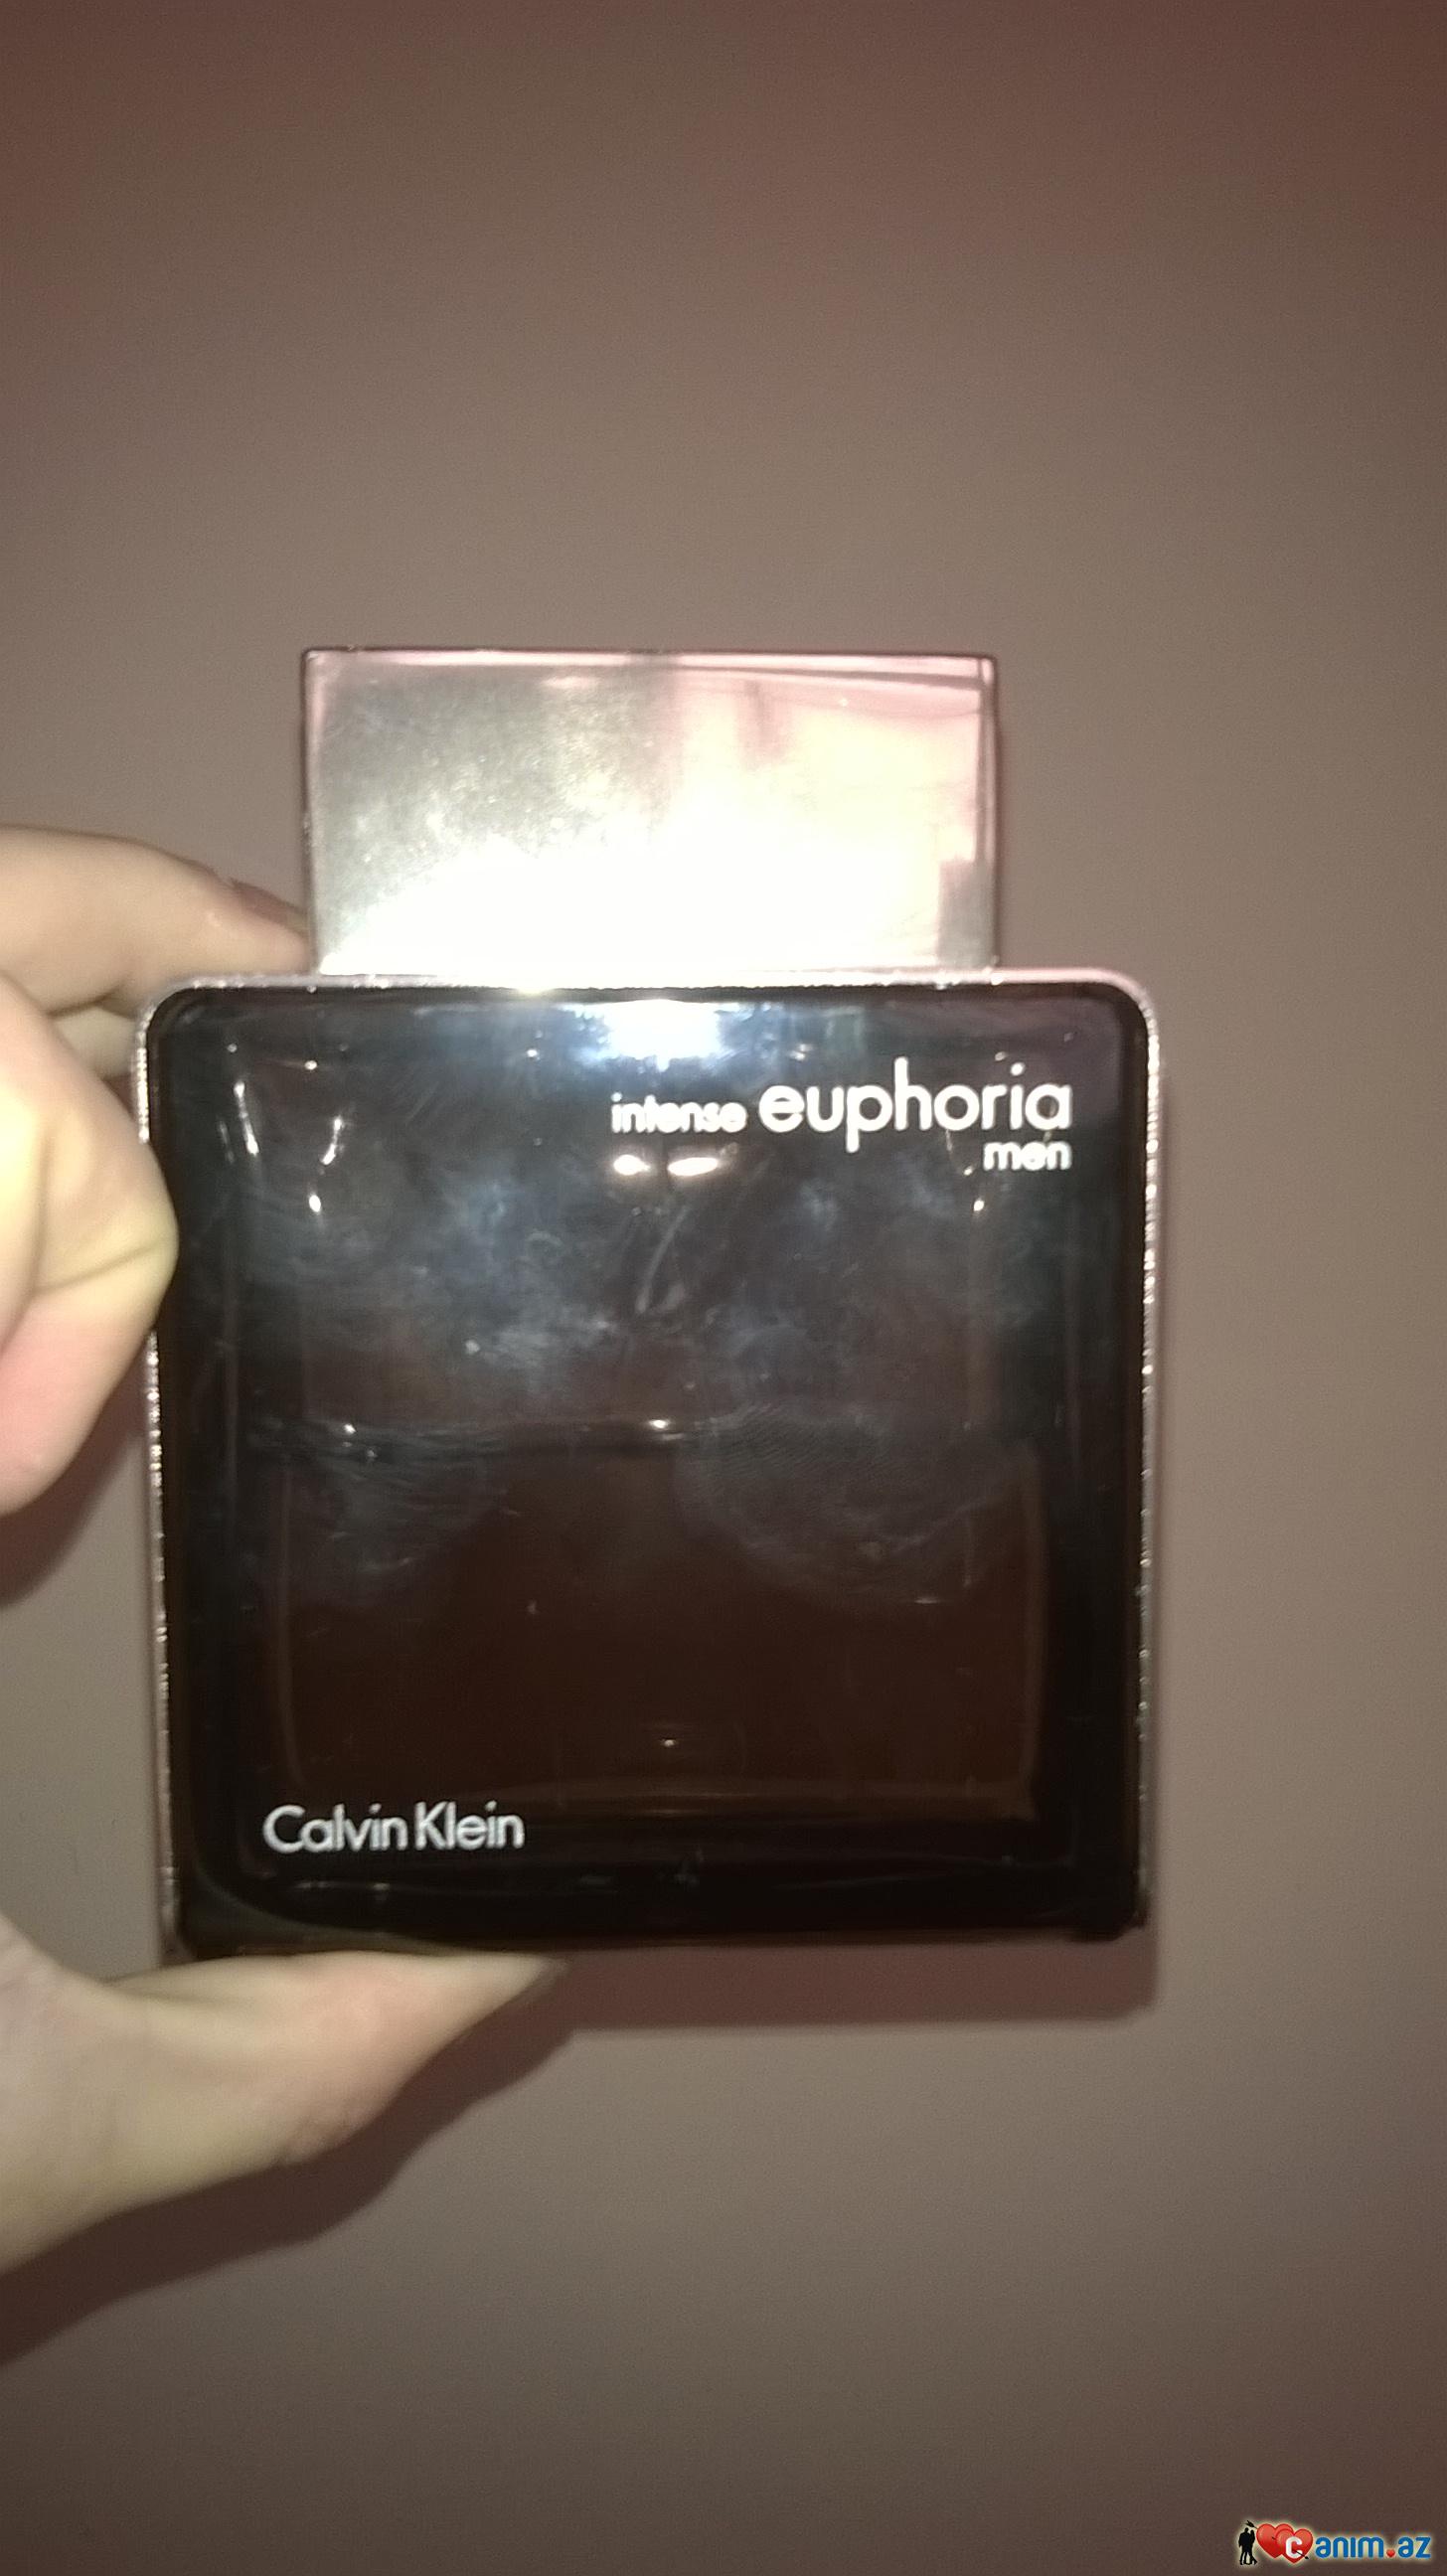 intense euphoria
men
Calvin Klein
canim.az